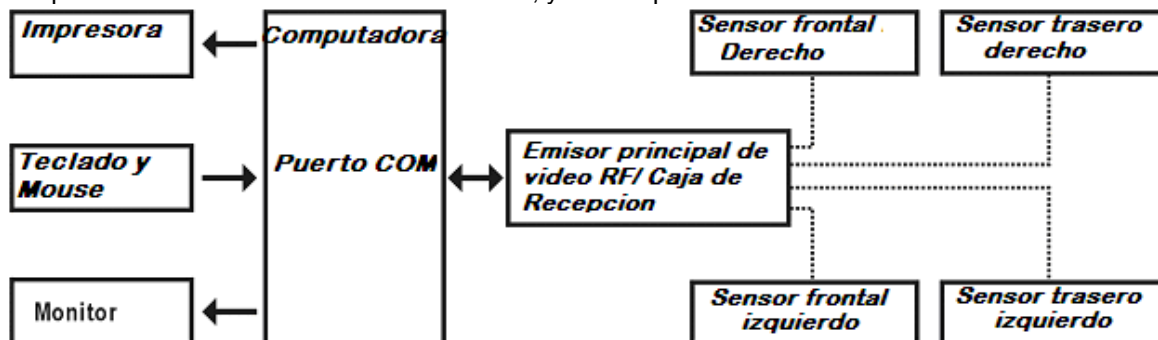 Impresora
Computadora
Sensor frontal
Derecho
Sensor trasero
derecho
Teclado y
Mouse
Puerto COM
Emisor principal de
video RF/ Caja de
Recepcion
Monitor
Sensor frontal
izquierdo
Sensor trasero
izquierdo